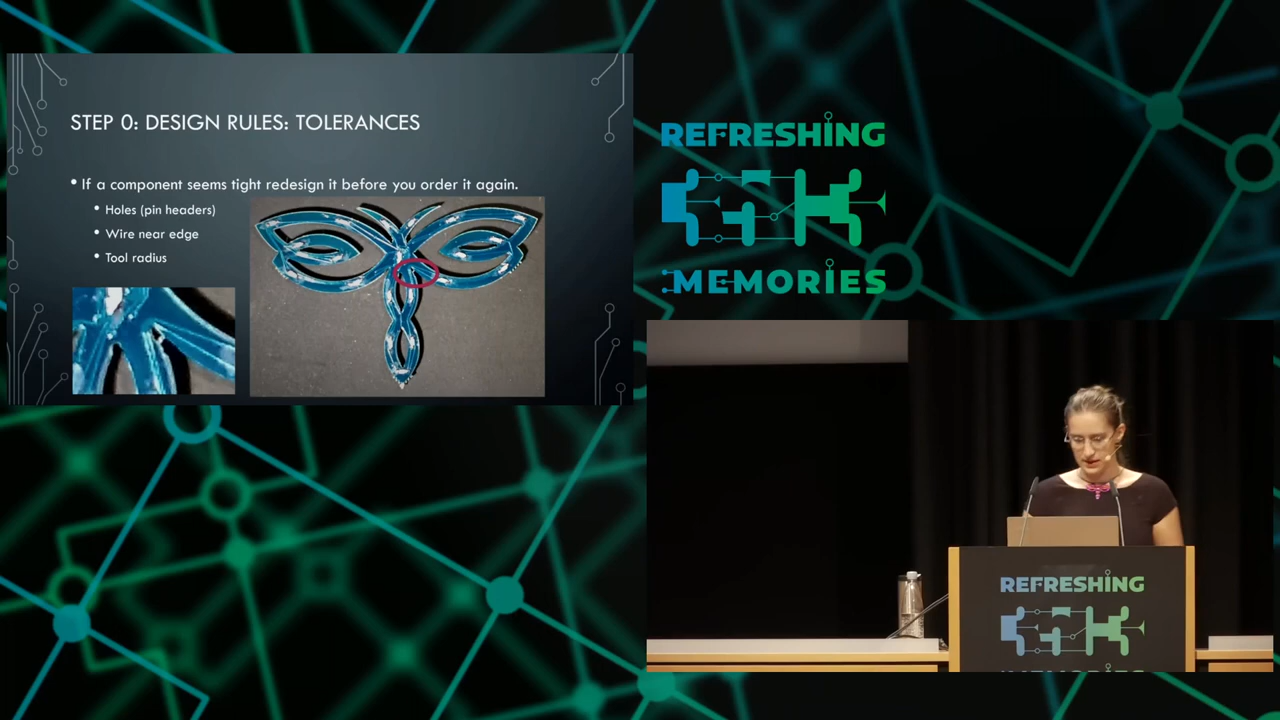 STEP 0: DESIGN RULES: TOLERANCES
• If a component seems tight redesign it before you order it again.
• Holes (pin headers)
• Wire near edge
• Tool radius
REFRESHING
MEMORIES
REFRESHING
MEMORIES